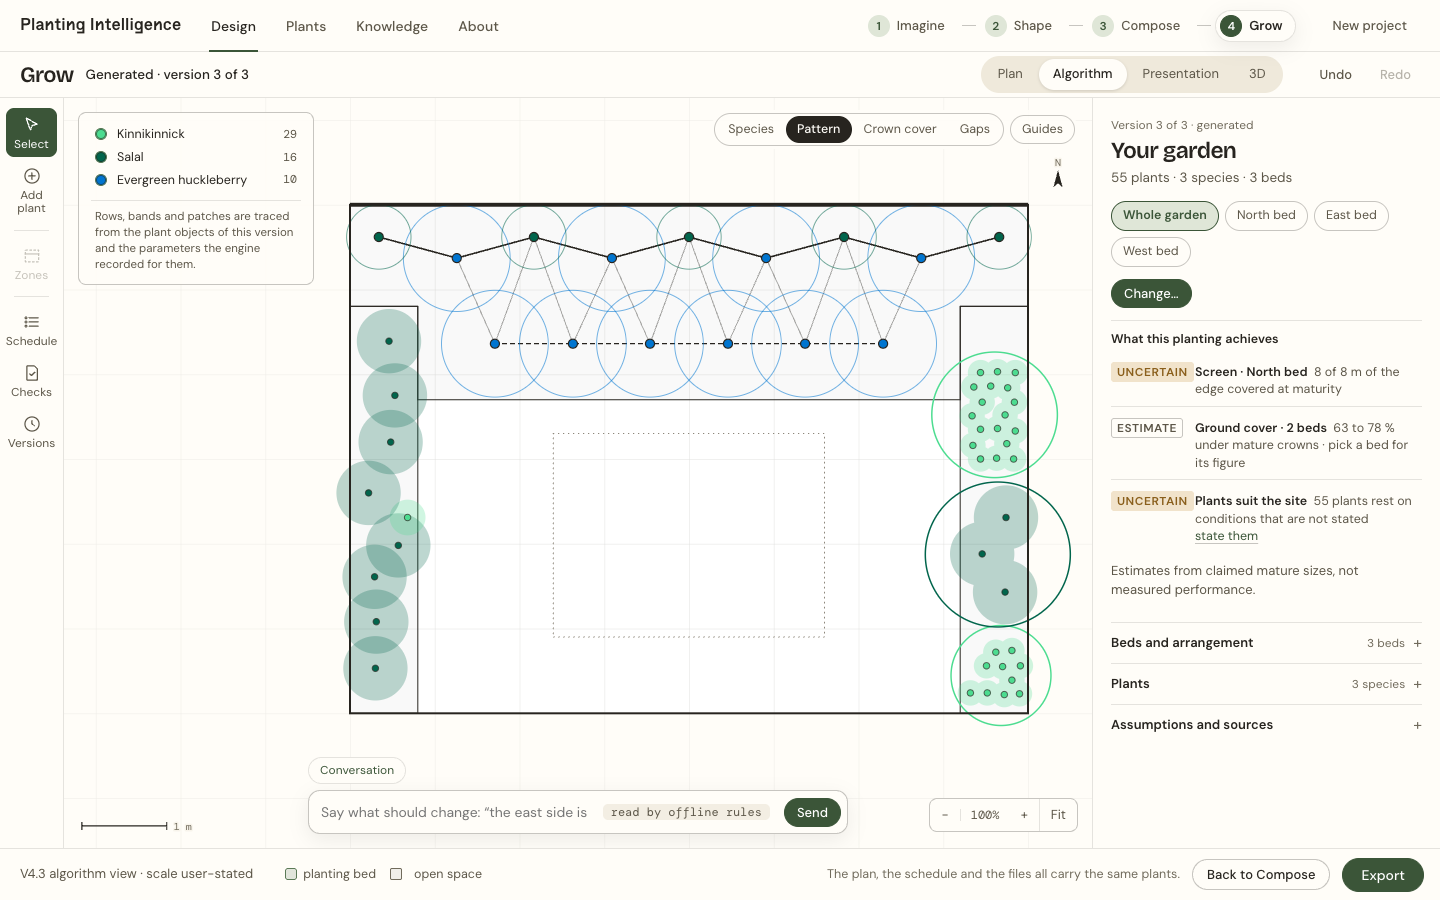 Planting Intelligence
Design
Plants
Knowledge
About
1 Imagine
2 Shape
3 Compose
4 Grow
New project
Grow
Generated · version 3 of 3
Plan
Algorithm
Presentation
3D
Undo
Redo
Select
Add
plant
Zones
Schedule
Checks
Versions
Kinnikinnick 29
Salal 16
Evergreen huckleberry 10
Rows, bands and patches are traced
from the plant objects of this version
and the parameters the engine
recorded for them.
Species
Pattern
Crown cover
Gaps
Guides
N
1 m
Conversation
Say what should change: “the east side is
read by offline rules
Send
− 100% +
Fit
Version 3 of 3 · generated
Your garden
55 plants · 3 species · 3 beds
Whole garden
North bed
East bed
West bed
Change…
What this planting achieves
UNCERTAIN Screen · North bed 8 of 8 m of the
edge covered at maturity
ESTIMATE Ground cover · 2 beds 63 to 78 %
under mature crowns · pick a bed for
its figure
UNCERTAIN Plants suit the site 55 plants rest on
conditions that are not stated
state them
Estimates from claimed mature sizes, not
measured performance.
Beds and arrangement 3 beds +
Plants 3 species +
Assumptions and sources +
V4.3 algorithm view · scale user-stated
planting bed
open space
The plan, the schedule and the files all carry the same plants.
Back to Compose
Export